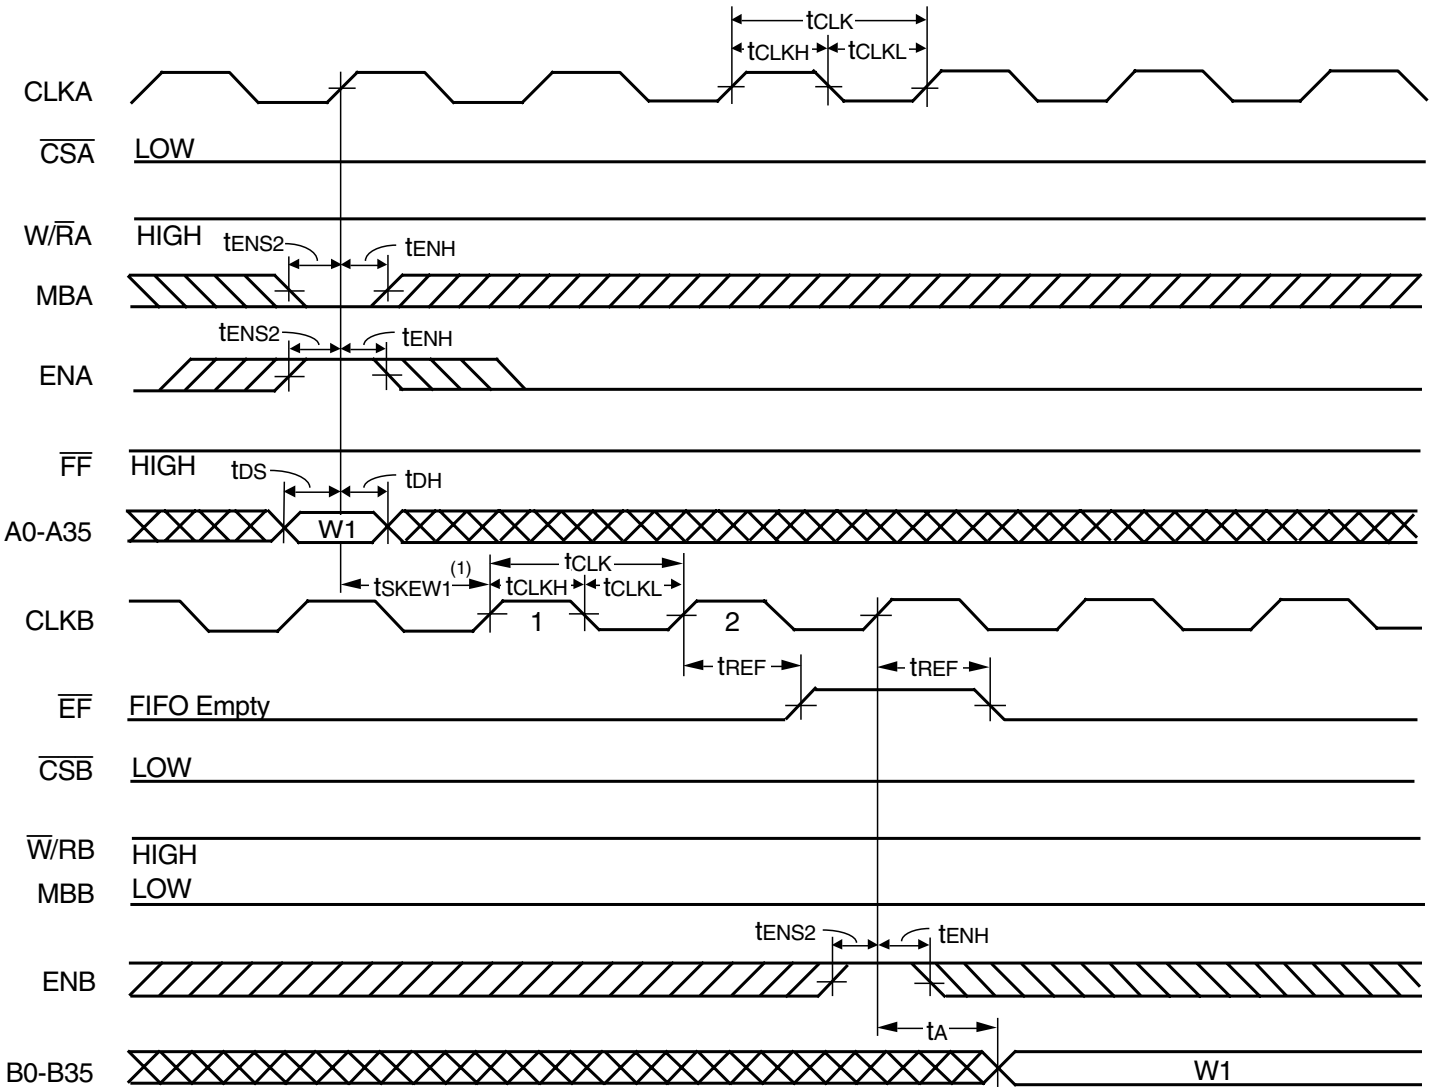 tCLK
tCLKH tCLKL
CLKA
CSA LOW
W/RA HIGH
tENS2 tENH
MBA
tENS2 tENH
ENA
FF HIGH
tDS tDH
A0-A35 W1
tSKEW1(1) tCLK
tCLKH tCLKL
CLKB 1 2
tREF tREF
EF FIFO Empty
CSB LOW
W/RB HIGH
MBB LOW
tENS2 tENH
ENB
tA
B0-B35 W1